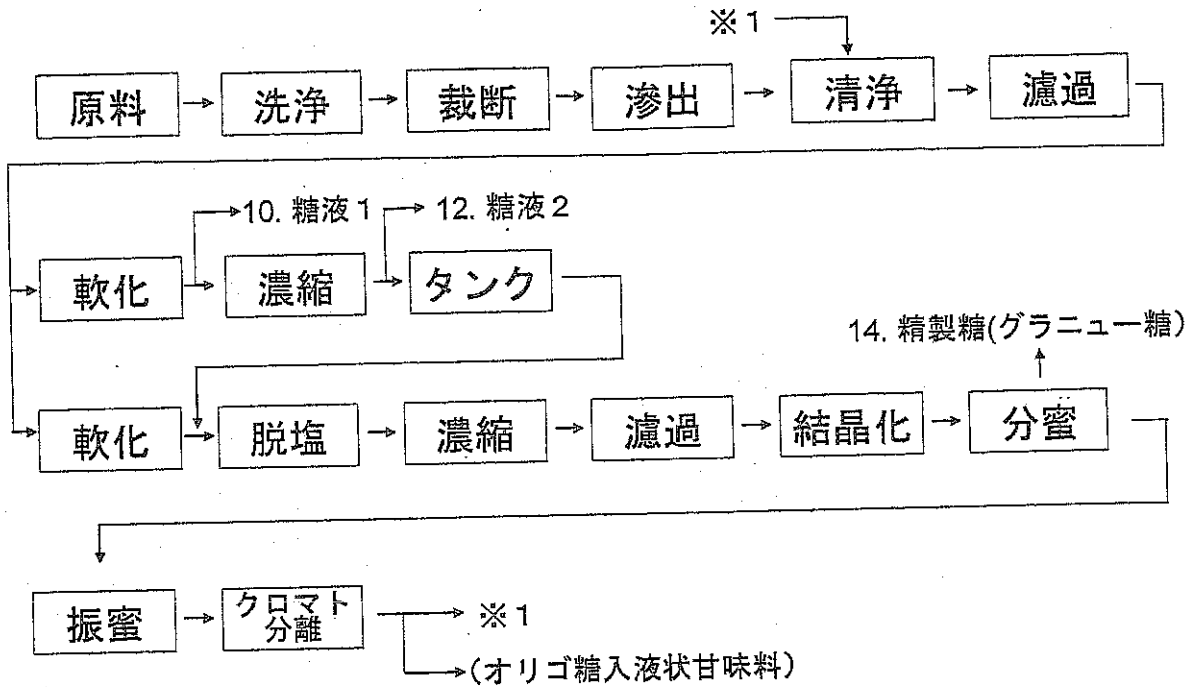 ※1
原料
洗浄
裁断
滲出
清浄
濾過
10. 糖液1
12. 糖液2
軟化
濃縮
タンク
14. 精製糖(グラニュー糖)
軟化
脱塩
濃縮
濾過
結晶化
分蜜
振蜜
クロマト
分離
※1
(オリゴ糖入液状甘味料)